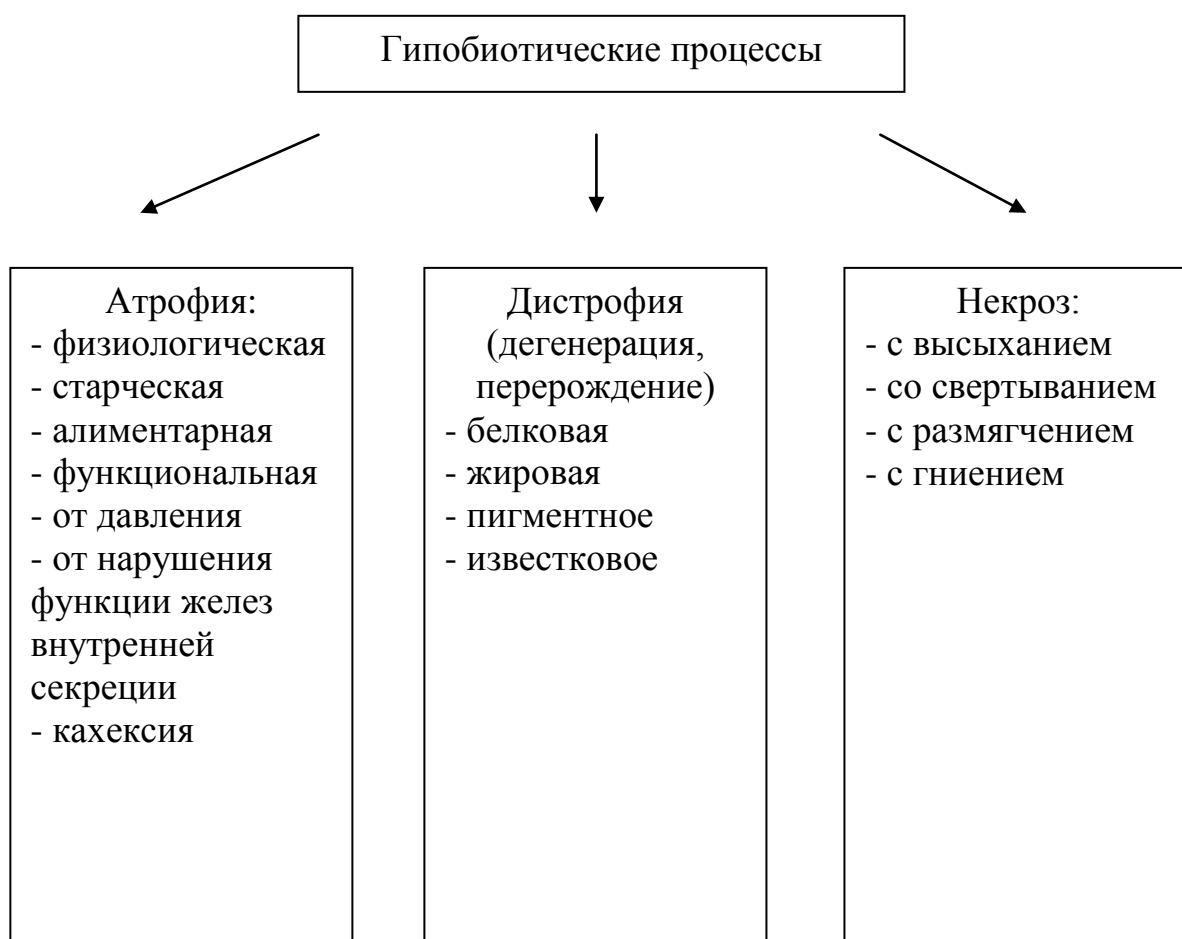 Гипобиотические процессы
Атрофия:
- физиологическая
- старческая
- алиментарная
- функциональная
- от давления
- от нарушения
функции желез
внутренней
секреции
- кахексия
Дистрофия
(дегенерация,
перерождение)
- белковая
- жировая
- пигментное
- известковое
Некроз:
- с высыханием
- со свертыванием
- с размягчением
- с гниением